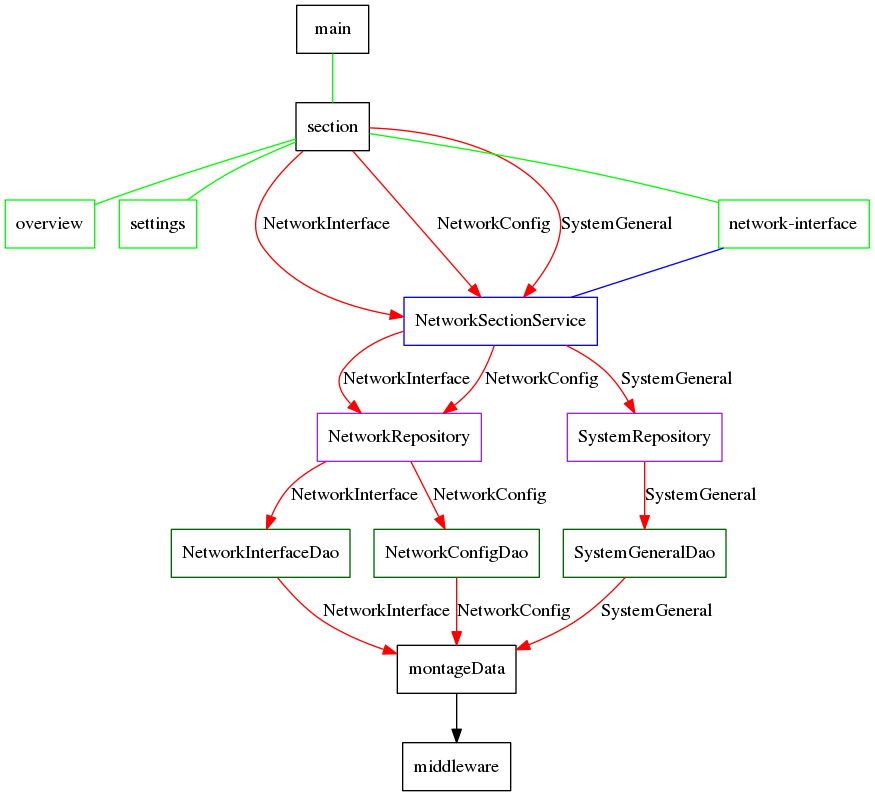 main
section
overview
settings
NetworkInterface
NetworkConfig
SystemGeneral
network-interface
NetworkSectionService
NetworkInterface
NetworkConfig
SystemGeneral
NetworkRepository
SystemRepository
NetworkInterface
NetworkConfig
SystemGeneral
NetworkInterfaceDao
NetworkConfigDao
SystemGeneralDao
NetworkInterface
NetworkConfig
SystemGeneral
montageData
middleware